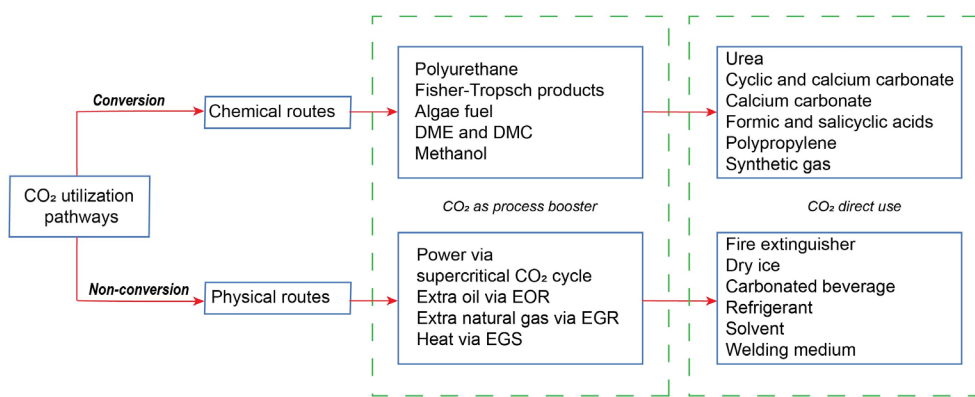 CO₂ utilization
pathways
Conversion
Chemical routes
Polyurethane
Fisher-Tropsch products
Algae fuel
DME and DMC
Methanol
Urea
Cyclic and calcium carbonate
Calcium carbonate
Formic and salicyclic acids
Polypropylene
Synthetic gas
CO₂ as process booster
CO₂ direct use
Non-conversion
Physical routes
Power via
supercritical CO₂ cycle
Extra oil via EOR
Extra natural gas via EGR
Heat via EGS
Fire extinguisher
Dry ice
Carbonated beverage
Refrigerant
Solvent
Welding medium